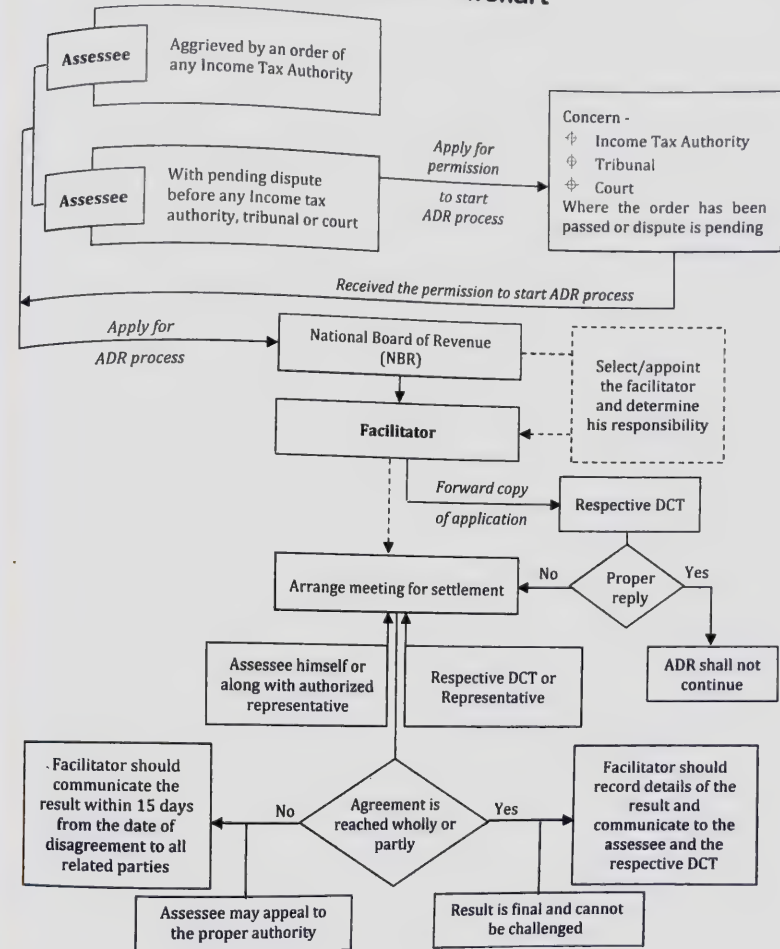 Assessee
Aggrieved by an order of
any Income Tax Authority
Assessee
With pending dispute
before any Income tax
authority, tribunal or court
Apply for
permission
to start
ADR process
Concern -
Income Tax Authority
Tribunal
Court
Where the order has been
passed or dispute is pending
Received the permission to start ADR process
Apply for
ADR process
National Board of Revenue
(NBR)
Select/appoint
the facilitator
and determine
his responsibility
Facilitator
Forward copy
of application
Respective DCT
Arrange meeting for settlement
No
Proper
reply
Yes
ADR shall not
continue
Assessee himself or
along with authorized
representative
Respective DCT or
Representative
Facilitator should
communicate the
result within 15 days
from the date of
disagreement to all
related parties
No
Agreement is
reached wholly or
partly
Yes
Facilitator should
record details of the
result and
communicate to the
assessee and the
respective DCT
Assessee may appeal to
the proper authority
Result is final and cannot
be challenged